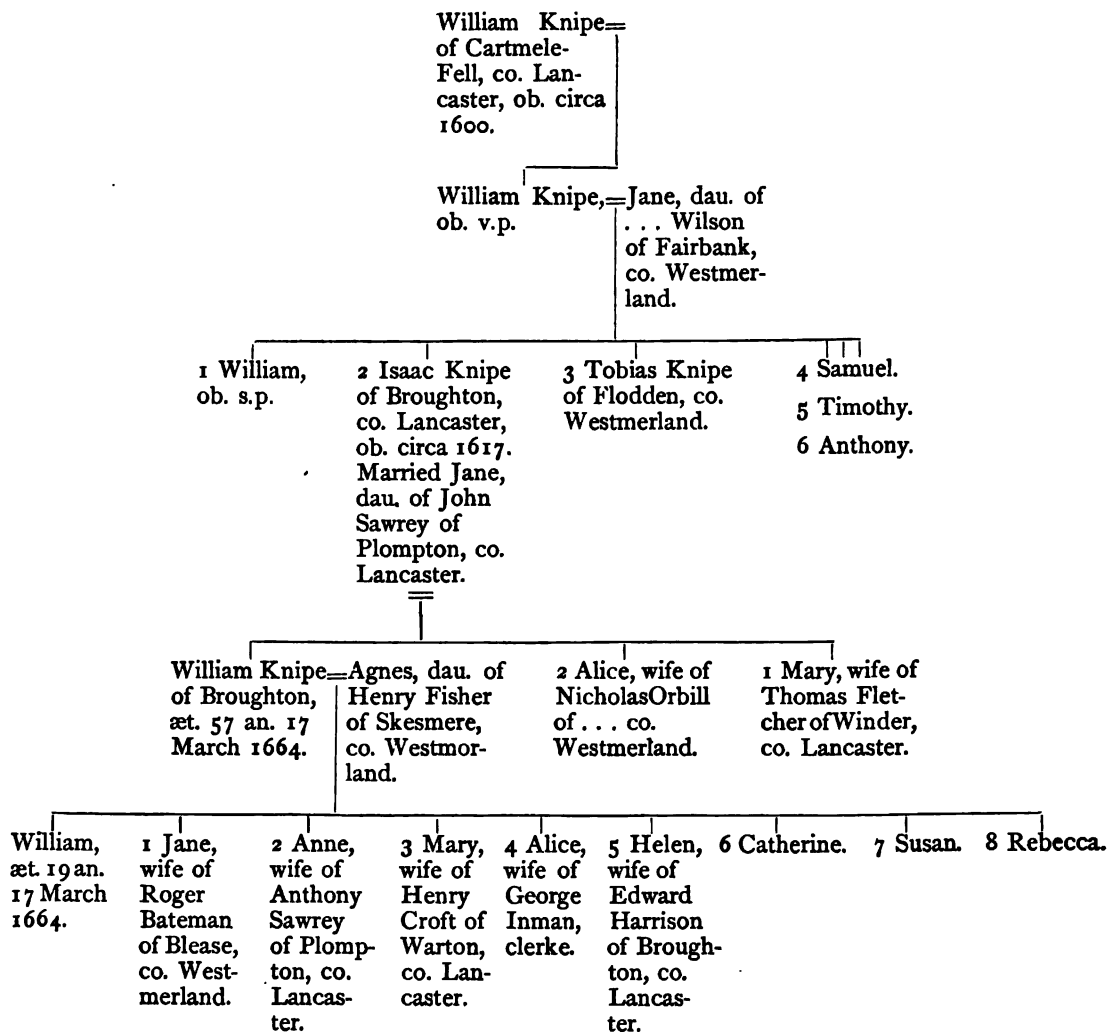 William Knipe=
of Cartmele-
Fell, co. Lan-
caster, ob. circa
1600.
William Knipe,=
ob. v.p.
Jane, dau. of
... Wilson
of Fairbank,
co. Westmer-
land.
1 William,
ob. s.p.
2 Isaac Knipe
of Broughton,
co. Lancaster,
ob. circa 1617.
Married Jane,
dau. of John
Sawrey of
Plompton, co.
Lancaster.
3 Tobias Knipe
of Flodden, co.
Westmerland.
4 Samuel.
5 Timothy.
6 Anthony.
William Knipe=
of Broughton,
æt. 57 an. 17
March 1664.
Agnes, dau. of
Henry Fisher
of Skesmere,
co. Westmor-
land.
2 Alice, wife of
NicholasOrbill
of... co.
Westmerland.
1 Mary, wife of
Thomas Flet-
cherofWinder,
co. Lancaster.
William,
æt. 19 an.
17 March
1664.
1 Jane,
wife of
Roger
Bateman
of Blease,
co. West-
merland.
2 Anne,
wife of
Anthony
Sawrey
of Plomp-
ton, co.
Lancas-
ter.
3 Mary,
wife of
Henry
Croft of
Warton,
co. Lan-
caster.
4 Alice,
wife of
George
Inman,
clerke.
5 Helen,
wife of
Edward
Harrison
of Brough-
ton, co.
Lancas-
ter.
6 Catherine.
7 Susan.
8 Rebecca.